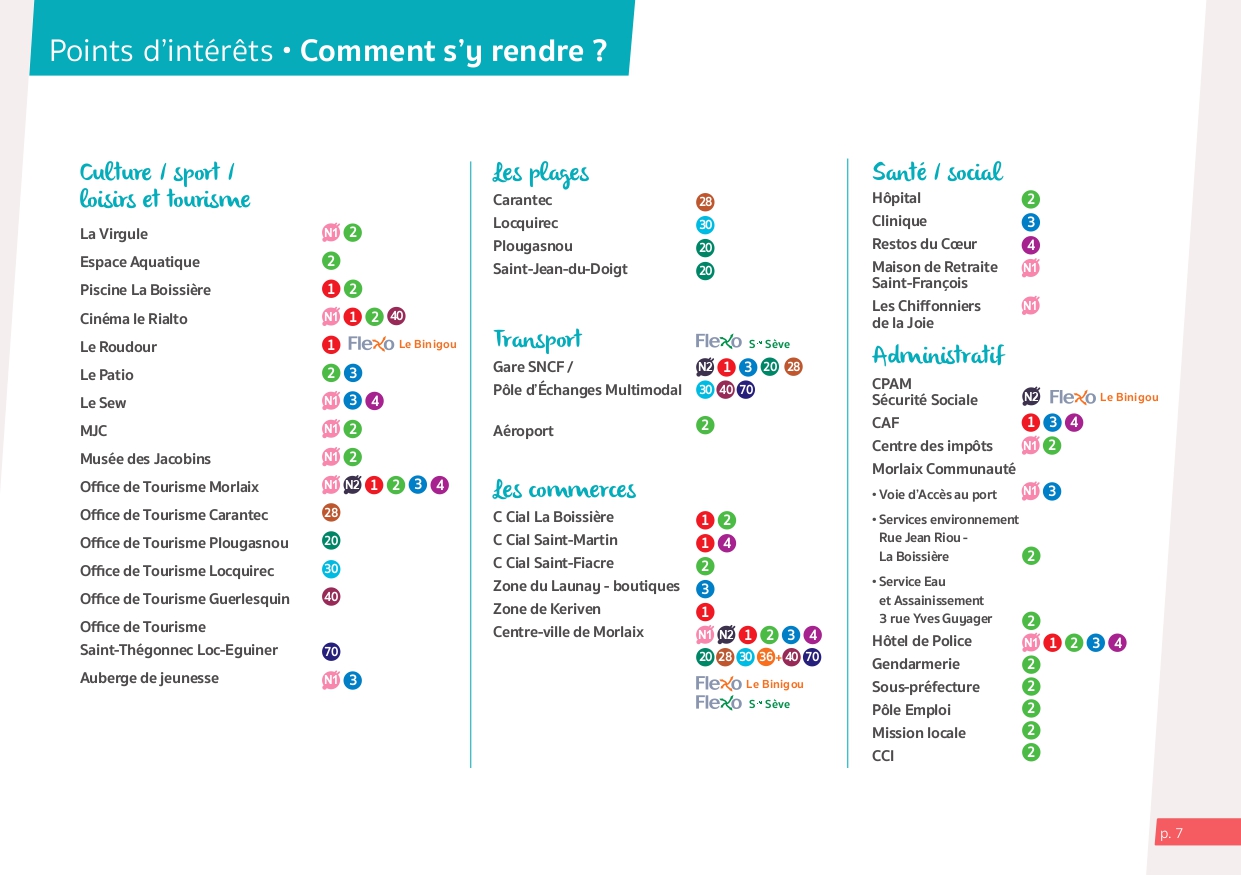 Points d’intérêts • Comment s’y rendre ?
Culture / sport /
loisirs et tourisme
La Virgule N1 2
Espace Aquatique 2
Piscine La Boissière 1 2
Cinéma le Rialto N1 1 2 40
Le Roudour 1 Flexo Le Binigou
Le Patio 2 3
Le Sew N1 3 4
MJC N1 2
Musée des Jacobins N1 2
Office de Tourisme Morlaix N1 N2 1 2 3 4
Office de Tourisme Carantec 28
Office de Tourisme Plougasnou 20
Office de Tourisme Locquirec 30
Office de Tourisme Guerlesquin 40
Office de Tourisme
Saint-Thégonnec Loc-Eguiner 70
Auberge de jeunesse N1 3
Les plages
Carantec 28
Locquirec 30
Plougasnou 20
Saint-Jean-du-Doigt 20
Transport Flexo S Sève
Gare SNCF / N2 1 3 20 28
Pôle d’Échanges Multimodal 30 40 70
Aéroport 2
Les commerces
C Cial La Boissière 1 2
C Cial Saint-Martin 1 4
C Cial Saint-Fiacre 2
Zone du Launay - boutiques 3
Zone de Keriven 1
Centre-ville de Morlaix N1 N2 1 2 3 4
20 28 30 36+ 40 70
Flexo Le Binigou
Flexo S Sève
Santé / social
Hôpital 2
Clinique 3
Restos du Cœur 4
Maison de Retraite N1
Saint-François
Les Chiffonniers N1
de la Joie
Administratif
CPAM
Sécurité Sociale N2 Flexo Le Binigou
CAF 1 3 4
Centre des impôts N1 2
Morlaix Communauté
• Voie d’Accès au port N1 3
• Services environnement
Rue Jean Riou -
La Boissière 2
• Service Eau
et Assainissement
3 rue Yves Guyager 2
Hôtel de Police N1 1 2 3 4
Gendarmerie 2
Sous-préfecture 2
Pôle Emploi 2
Mission locale 2
CCI 2
p. 7